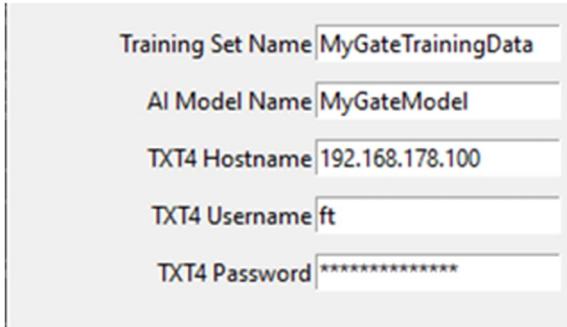 Training Set Name MyGateTrainingData
AI Model Name MyGateModel
TXT4 Hostname 192.168.178.100
TXT4 Username ft
TXT4 Password **************